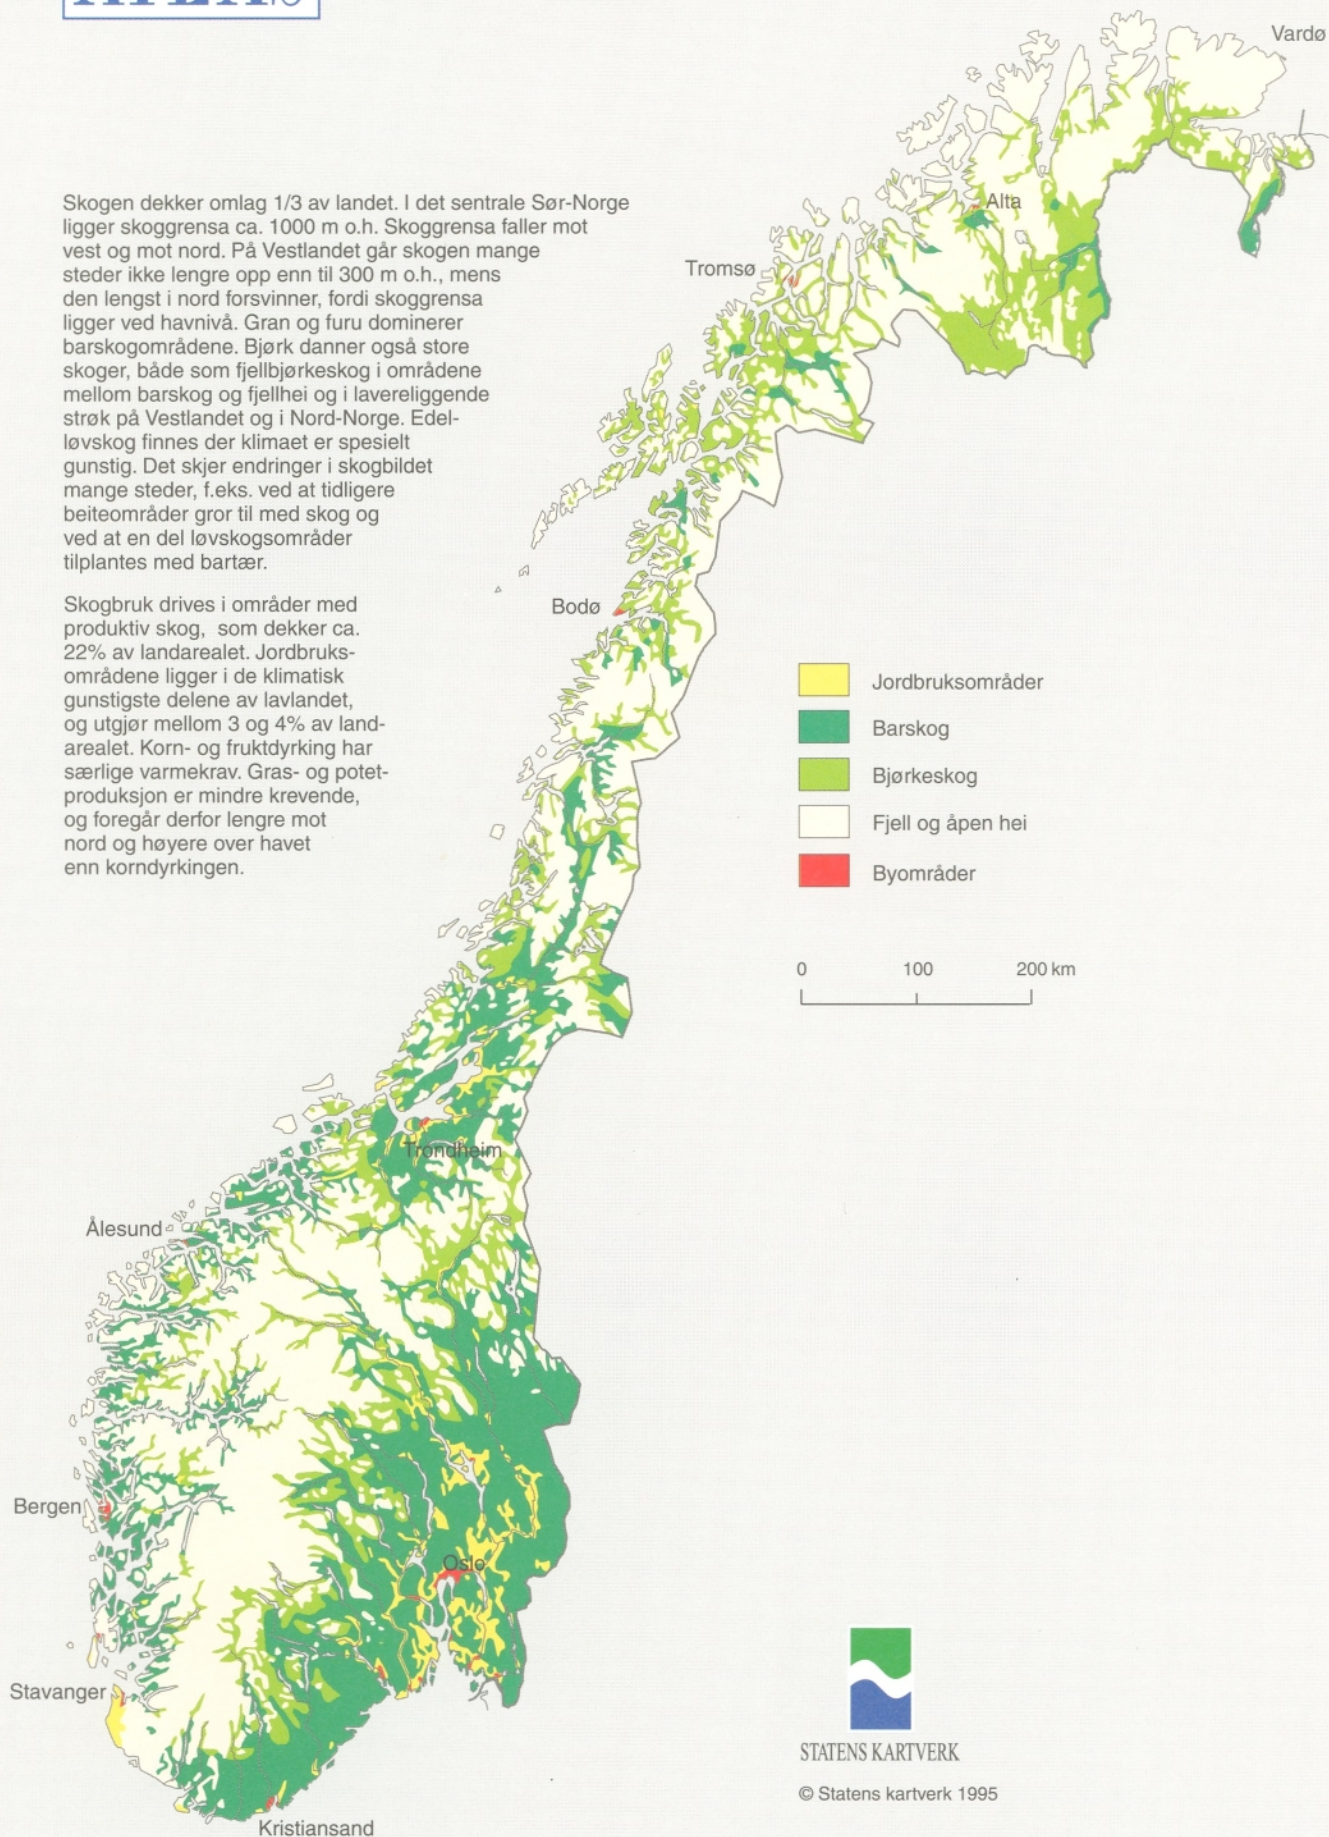 Vardø
Skogen dekker omlag 1/3 av landet. I det sentrale Sør-Norge
ligger skoggrensa ca. 1000 m o.h. Skoggrensa faller mot
vest og mot nord. På Vestlandet går skogen mange
steder ikke lengre opp enn til 300 m o.h., mens
den lengst i nord forsvinner, fordi skoggrensa
ligger ved havnivå. Gran og furu dominerer
barskogområdene. Bjørk danner også store
skoger, både som fjellbjørkeskog i områdene
mellom barskog og fjellhei og i lavereliggende
strøk på Vestlandet og i Nord-Norge. Edel-
løvskog finnes der klimaet er spesielt
gunstig. Det skjer endringer i skogbildet
mange steder, f.eks. ved at tidligere
beiteområder gror til med skog og
ved at en del løvskogsområder
tilplantes med bartær.
Skogbruk drives i områder med
produktiv skog, som dekker ca.
22% av landarealet. Jordbruks-
områdene ligger i de klimatisk
gunstigste delene av lavlandet,
og utgjør mellom 3 og 4% av land-
arealet. Korn- og fruktdyrking har
særlige varmekrav. Gras- og potet-
produksjon er mindre krevende,
og foregår derfor lengre mot
nord og høyere over havet
enn korndyrkingen.
Alta
Tromsø
Bodø
Jordbruksområder
Barskog
Bjørkeskog
Fjell og åpen hei
Byområder
0 100 200 km
Trondheim
Ålesund
Bergen
Oslo
Stavanger
Kristiansand
STATENS KARTVERK
© Statens kartverk 1995